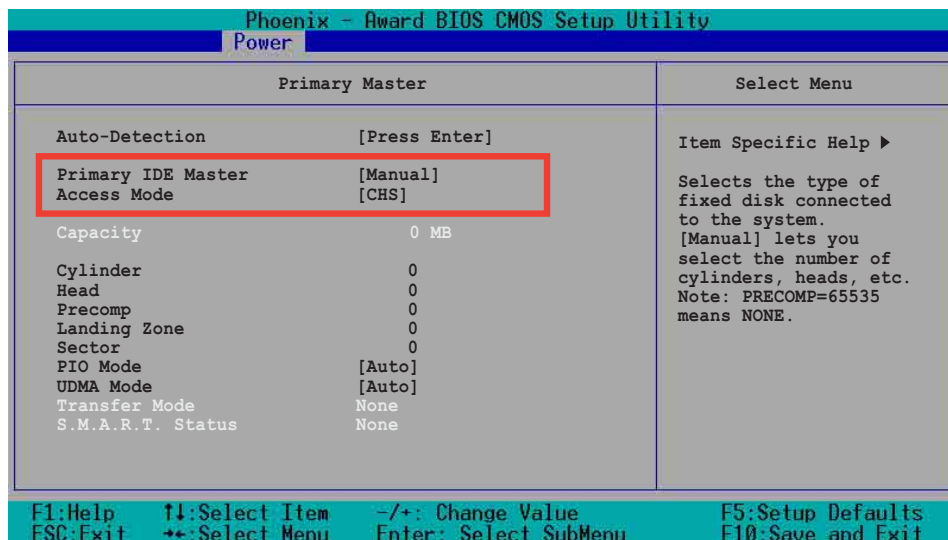 Phoenix - Award BIOS CMOS Setup Utility
Power
Primary Master
Select Menu
Auto-Detection [Press Enter]
Primary IDE Master [Manual]
Access Mode [CHS]
Capacity 0 MB
Cylinder 0
Head 0
Precomp 0
Landing Zone 0
Sector 0
PIO Mode [Auto]
UDMA Mode [Auto]
Transfer Mode None
S.M.A.R.T. Status None
Item Specific Help ▶
Selects the type of
fixed disk connected
to the system.
[Manual] lets you
select the number of
cylinders, heads, etc.
Note: PRECOMP=65535
means NONE.
F1:Help ↑↓:Select Item -/+: Change Value F5:Setup Defaults
ESC:Exit →←:Select Menu Enter: Select SubMenu F10:Save and Exit